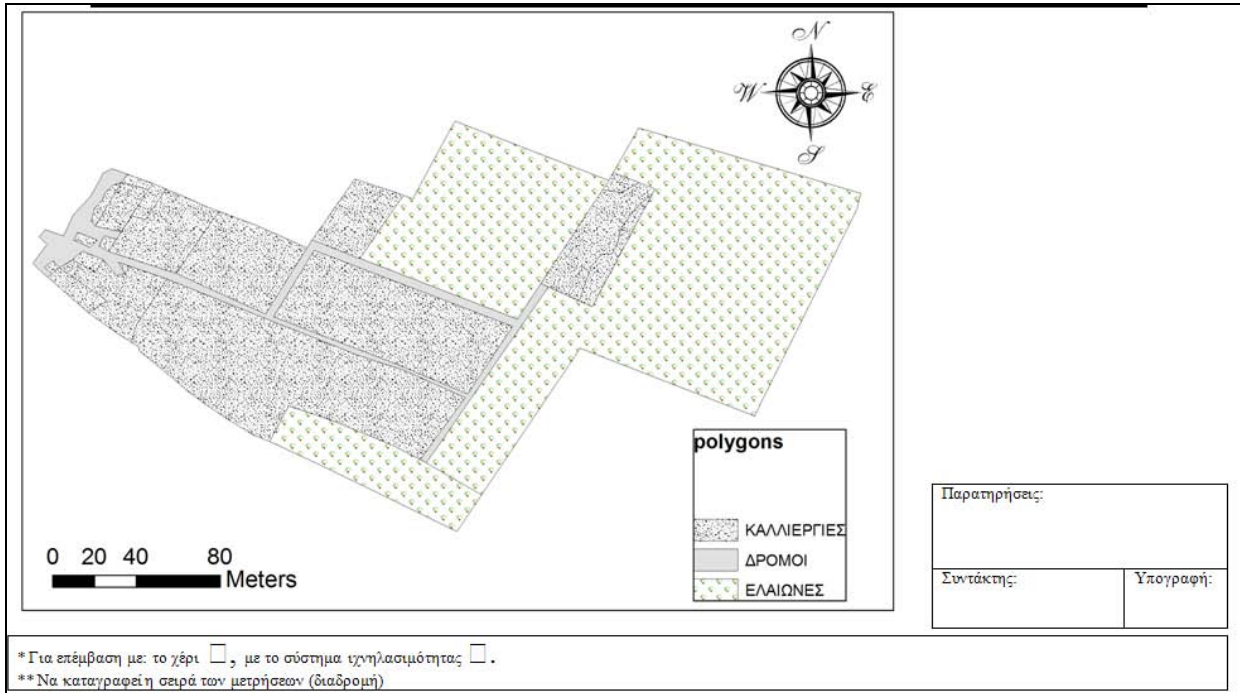 N
W E
S
polygons
ΚΑΛΛΙΕΡΓΙΕΣ
ΔΡΟΜΟΙ
ΕΛΑΙΩΝΕΣ
0 20 40 80
Meters
Παρατηρήσεις:
Συντάκτης: Υπογραφή:
* Για επέμβαση με: το χέρι □, με το σύστημα ιχνηλασιμότητας □.
** Να καταγραφεί η σειρά των μετρήσεων (διαδρομή)